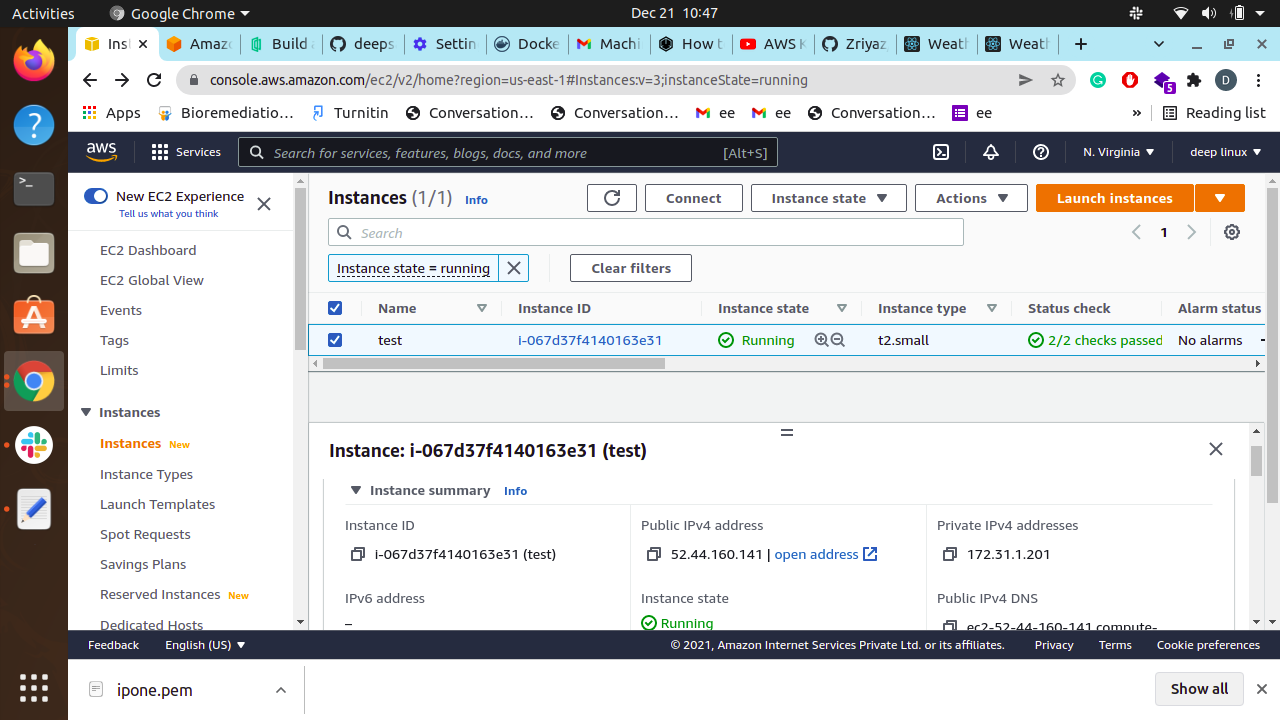 Activities
Google Chrome
Dec 21 10:47
Inst
Amazo
Build a
deeps
Settin
Docke
Machi
How t
AWS K
Zriyaz
Weath
Weath
console.aws.amazon.com/ec2/v2/home?region=us-east-1#Instances:v=3;instanceState=running
5
D
Apps
Bioremediatio…
Turnitin
Conversation…
Conversation…
ee
ee
Conversation…
ee
»
Reading list
aws
Services
Search for services, features, blogs, docs, and more
[Alt+S]
N. Virginia
deep linux
New EC2 Experience
Tell us what you think
EC2 Dashboard
EC2 Global View
Events
Tags
Limits
Instances
Instances New
Instance Types
Launch Templates
Spot Requests
Savings Plans
Reserved Instances New
Dedicated Hosts
Instances (1/1) Info
Connect
Instance state
Actions
Launch instances
Search
1
Instance state = running
Clear filters
Name
Instance ID
Instance state
Instance type
Status check
Alarm status
test
i-067d37f4140163e31
Running
t2.small
2/2 checks passed
No alarms
Instance: i-067d37f4140163e31 (test)
Instance summary Info
Instance ID
Public IPv4 address
Private IPv4 addresses
i-067d37f4140163e31 (test)
52.44.160.141 | open address
172.31.1.201
IPv6 address
Instance state
Public IPv4 DNS
–
Running
ec2-52-44-160-141.compute-
Feedback
English (US)
© 2021, Amazon Internet Services Private Ltd. or its affiliates.
Privacy
Terms
Cookie preferences
ipone.pem
Show all